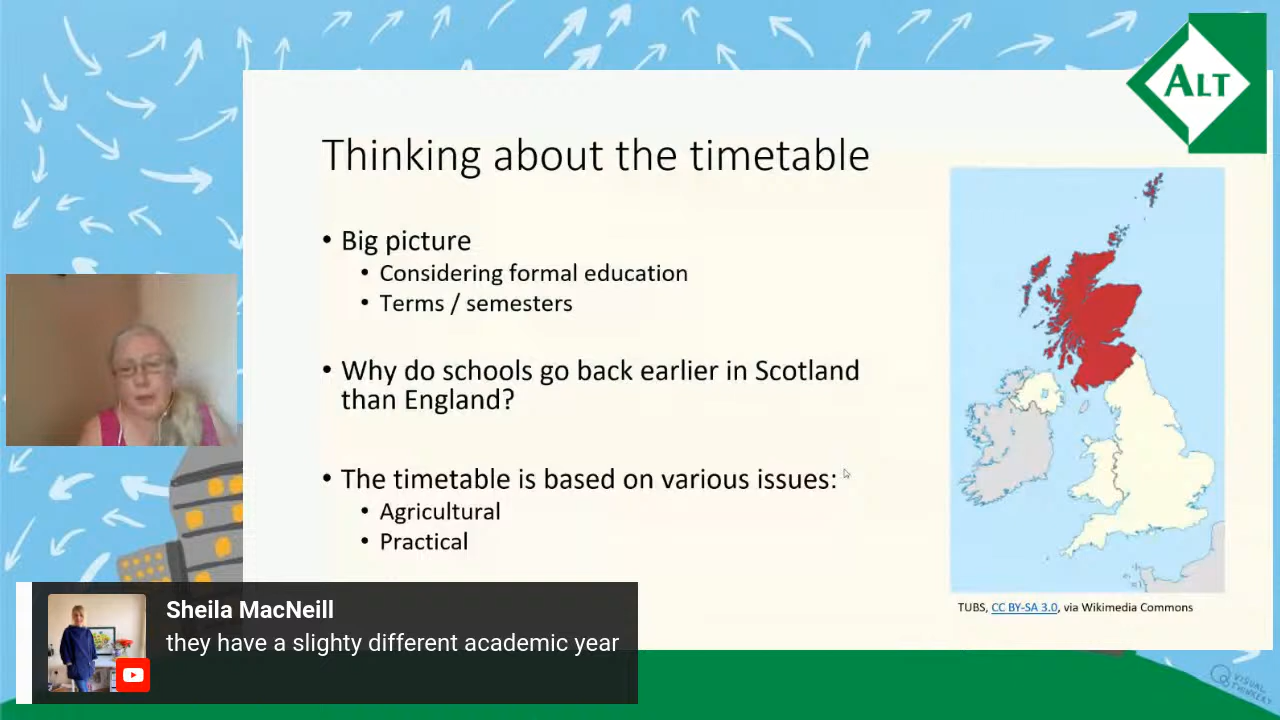 ALT
Thinking about the timetable
• Big picture
• Considering formal education
• Terms / semesters
• Why do schools go back earlier in Scotland
than England?
• The timetable is based on various issues:
• Agricultural
• Practical
TUBS, CC BY-SA 3.0, via Wikimedia Commons
Sheila MacNeill
they have a slighty different academic year
VISUAL
THINKERY